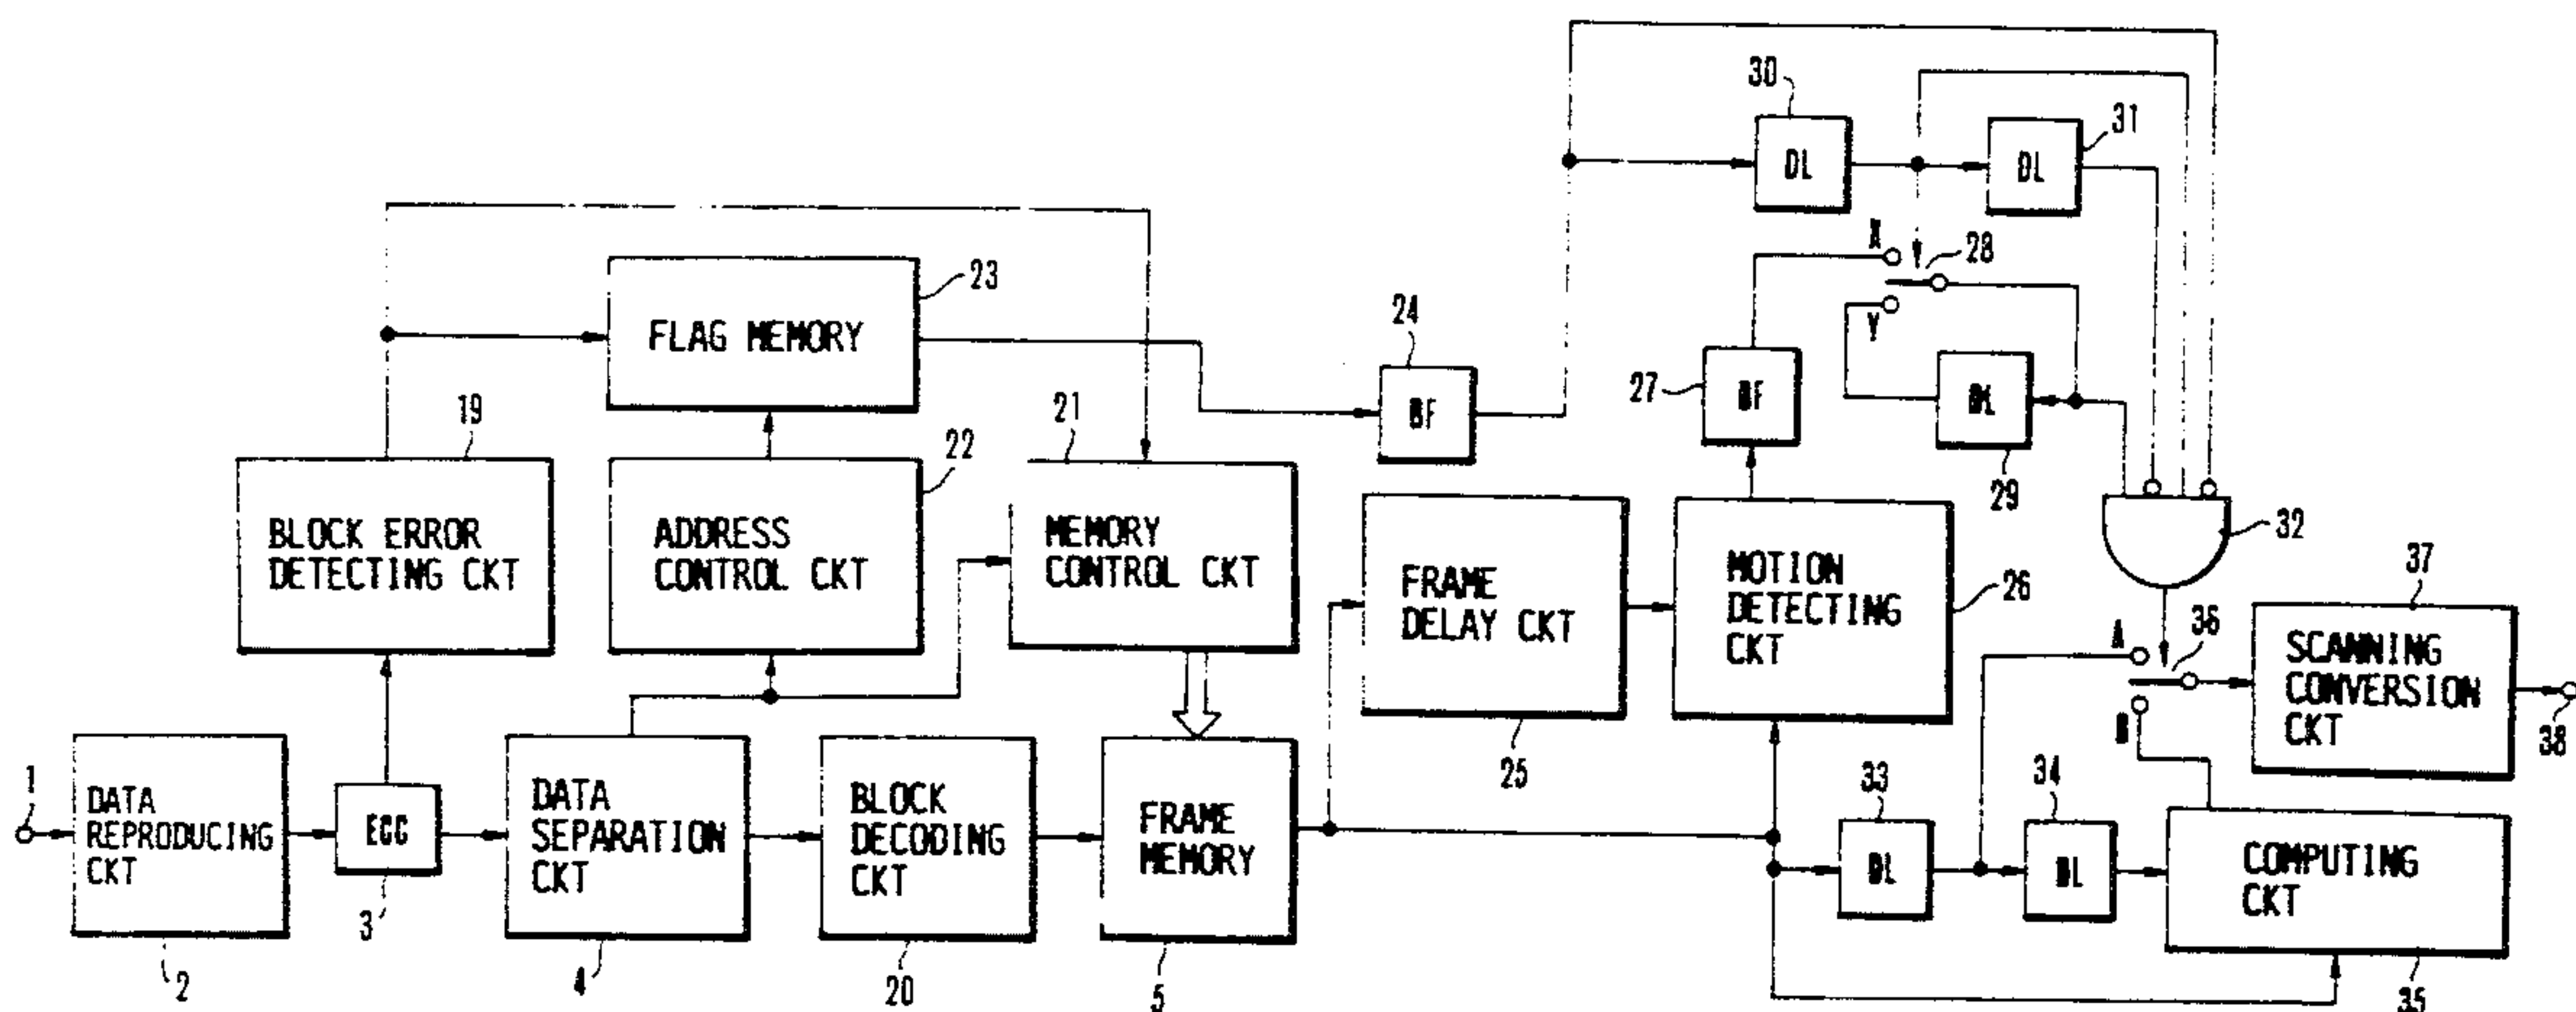 30
31
DL
DL
X
28
23
FLAG MEMORY
24
BF
Y
27
BF
DL
29
19
21
22
32
BLOCK ERROR
DETECTING CKT
ADDRESS
CONTROL CKT
MEMORY
CONTROL CKT
FRAME
DELAY CKT
MOTION
DETECTING
CKT
26
37
A
36
SCANNING
CONVERSION
CKT
38
B
25
1
DATA
REPRODUCING
CKT
ECC
DATA
SEPARATION
CKT
BLOCK
DECODING
CKT
FRAME
MEMORY
33
34
DL
DL
COMPUTING
CKT
3
2
4
20
5
35